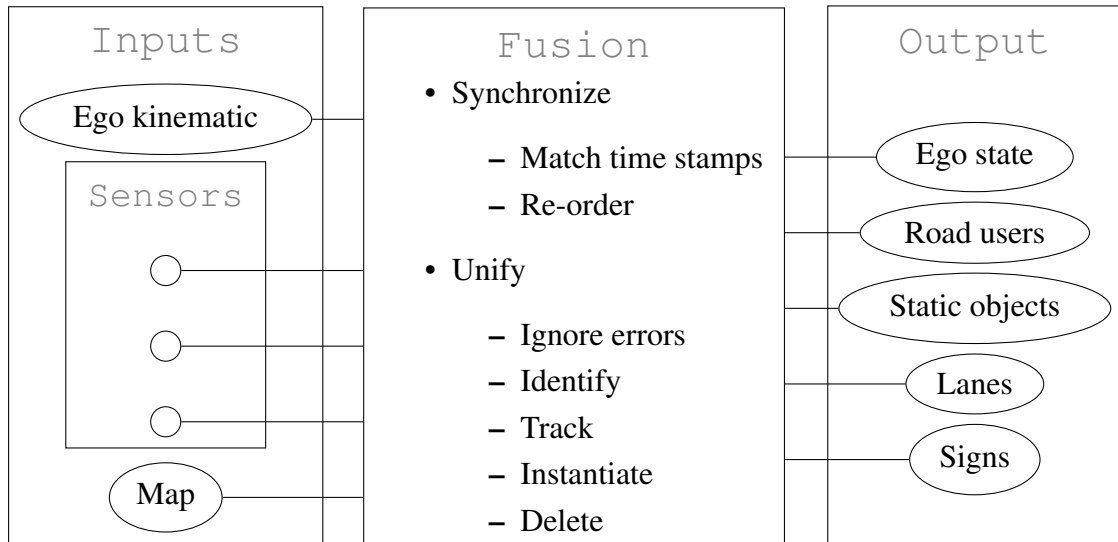 Inputs
Ego kinematic
Sensors
Map
Fusion
• Synchronize
– Match time stamps
– Re-order
• Unify
– Ignore errors
– Identify
– Track
– Instantiate
– Delete
Output
Ego state
Road users
Static objects
Lanes
Signs